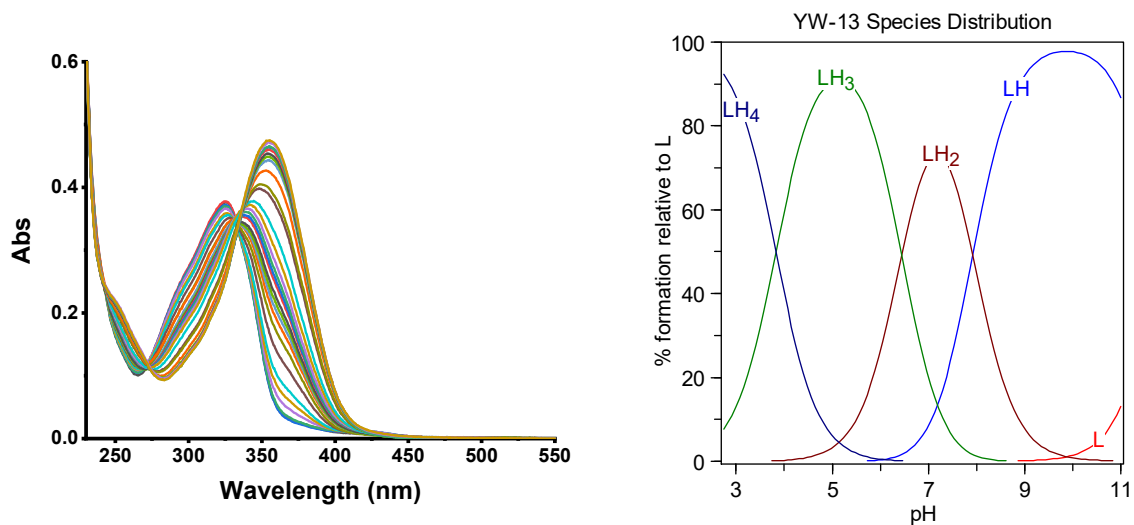 0.6
0.4
0.2
0.0
Abs
250 300 350 400 450 500 550
Wavelength (nm)
YW-13 Species Distribution
100
80
60
40
20
0
% formation relative to L
LH4
LH3
LH2
LH
L
3 5 7 9 11
pH